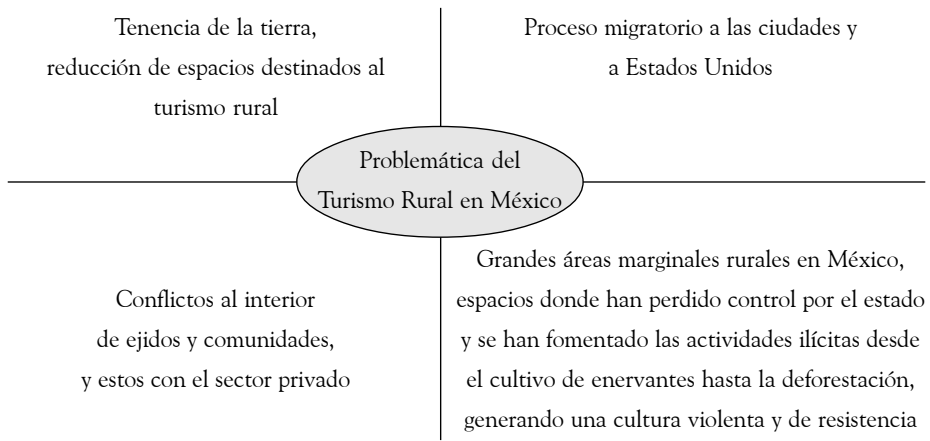 Tenencia de la tierra,
reducción de espacios destinados al
turismo rural
Proceso migratorio a las ciudades y
a Estados Unidos
Problemática del
Turismo Rural en México
Conflictos al interior
de ejidos y comunidades,
y estos con el sector privado
Grandes áreas marginales rurales en México,
espacios donde han perdido control por el estado
y se han fomentado las actividades ilícitas desde
el cultivo de enervantes hasta la deforestación,
generando una cultura violenta y de resistencia